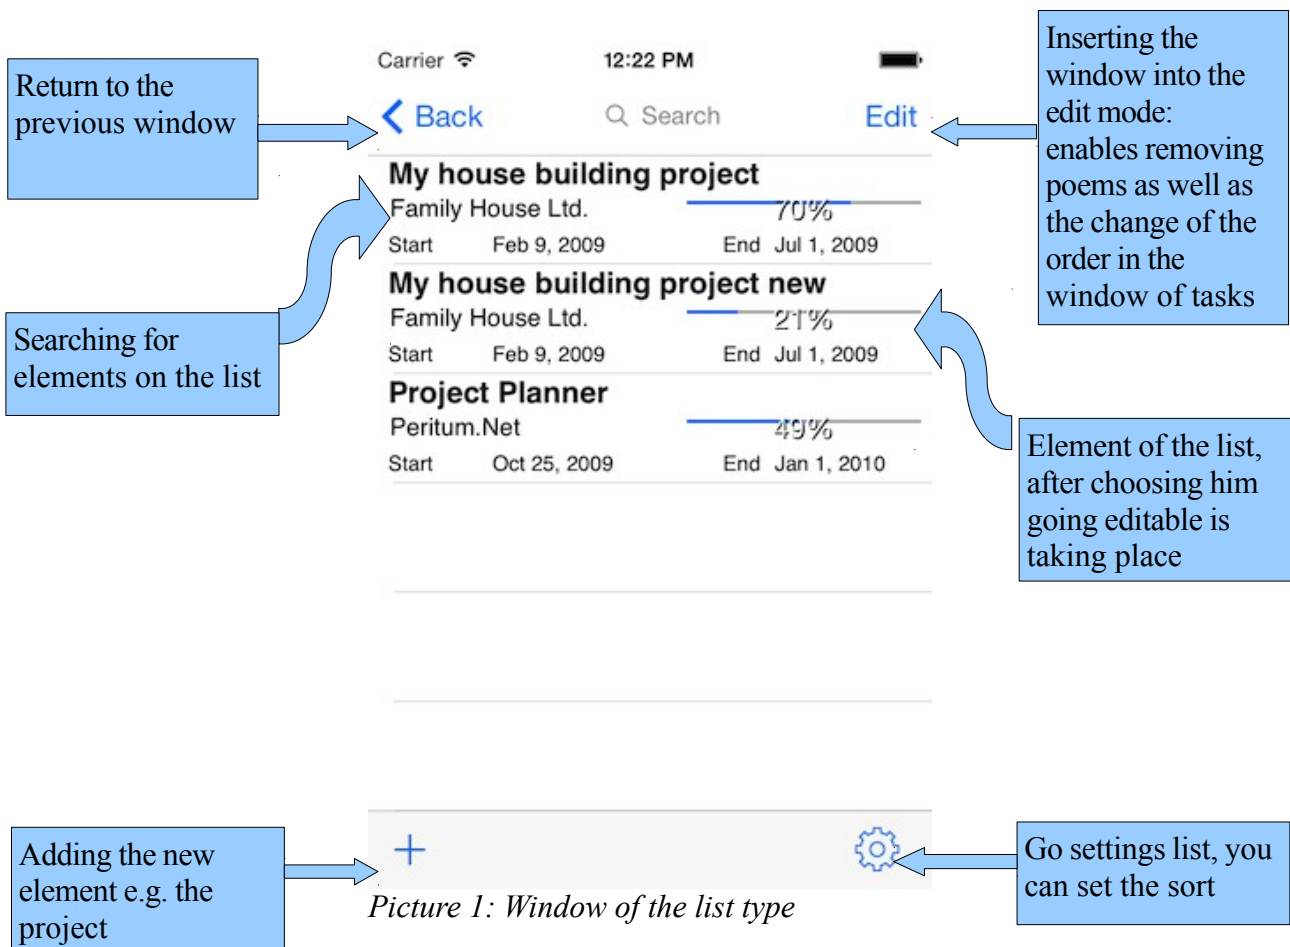 Return to the
previous window
Searching for
elements on the list
Adding the new
element e.g. the
project
Carrier 12:22 PM
Back Search Edit
My house building project
Family House Ltd. 70%
Start Feb 9, 2009 End Jul 1, 2009
My house building project new
Family House Ltd. 21%
Start Feb 9, 2009 End Jul 1, 2009
Project Planner
Peritum.Net 49%
Start Oct 25, 2009 End Jan 1, 2010
Picture 1: Window of the list type
Inserting the
window into the
edit mode:
enables removing
poems as well as
the change of the
order in the
window of tasks
Element of the list,
after choosing him
going editable is
taking place
Go settings list, you
can set the sort